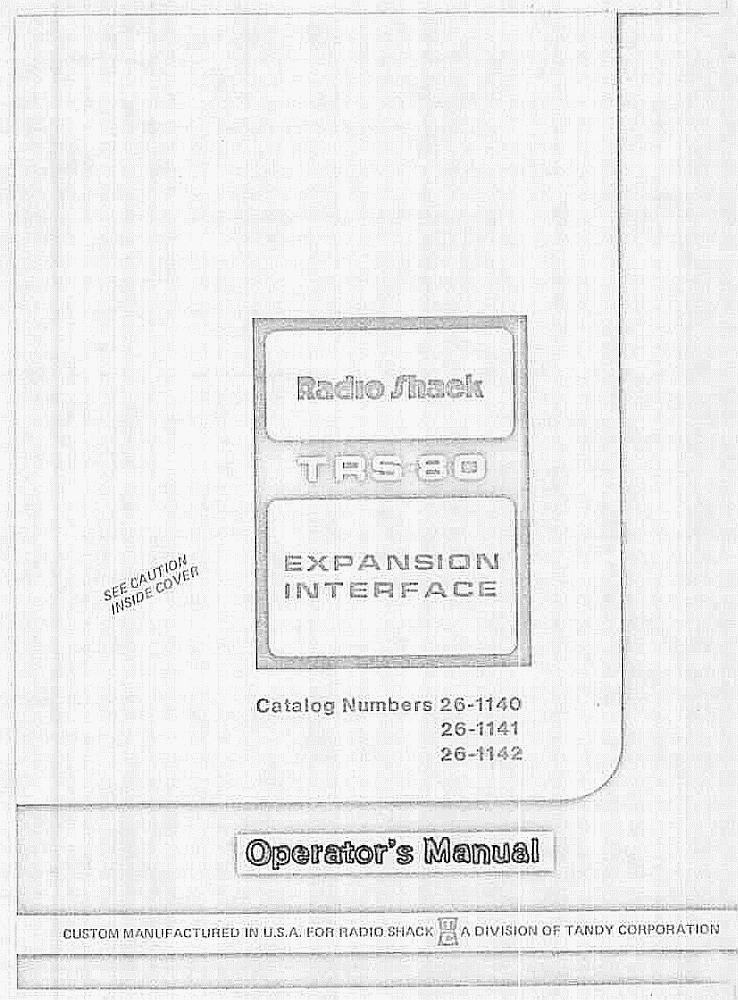 Radio Shack
TRS-80
EXPANSION
INTERFACE
SEE CAUTION
INSIDE COVER
Catalog Numbers 26-1140
26-1141
26-1142
Operator's Manual
CUSTOM MANUFACTURED IN U.S.A. FOR RADIO SHACK A DIVISION OF TANDY CORPORATION